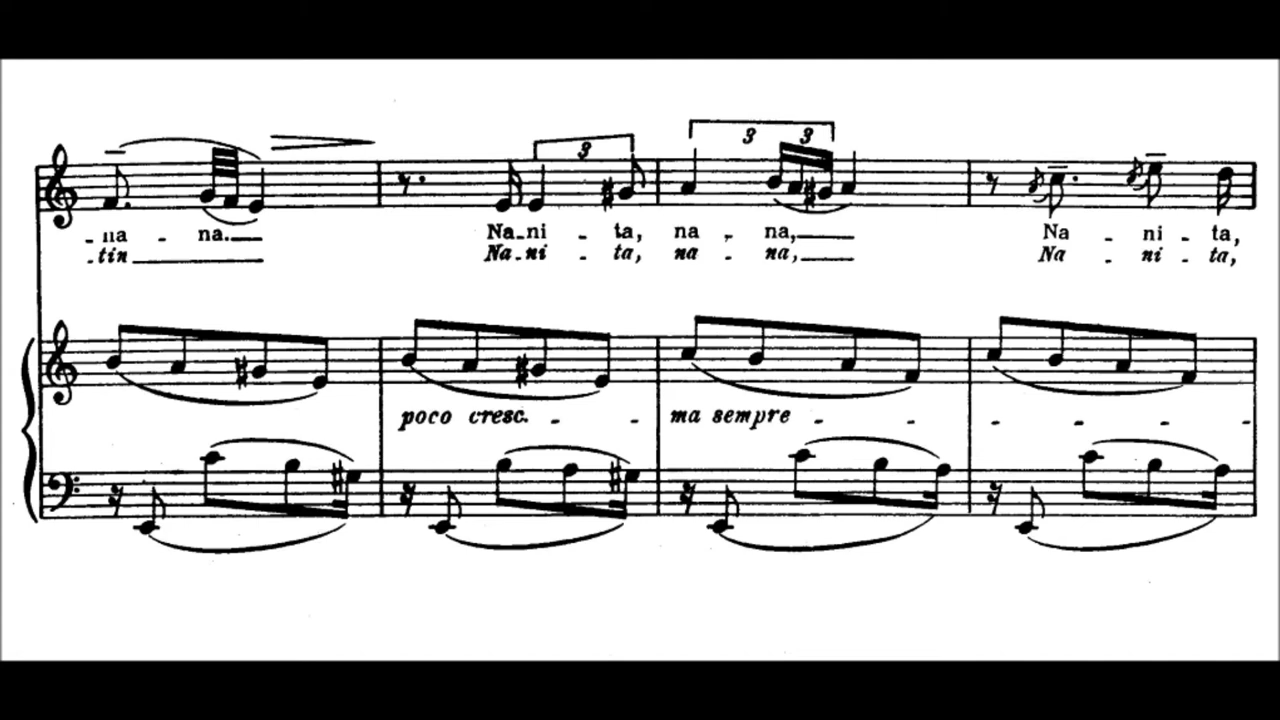 3 3 3
- na - na. Na - ni - ta, na - na, Na - ni - ta,
- tin Na - ni - ta, na - na, Na - ni - ta,
poco cresc. - - ma sempre - - - - - -